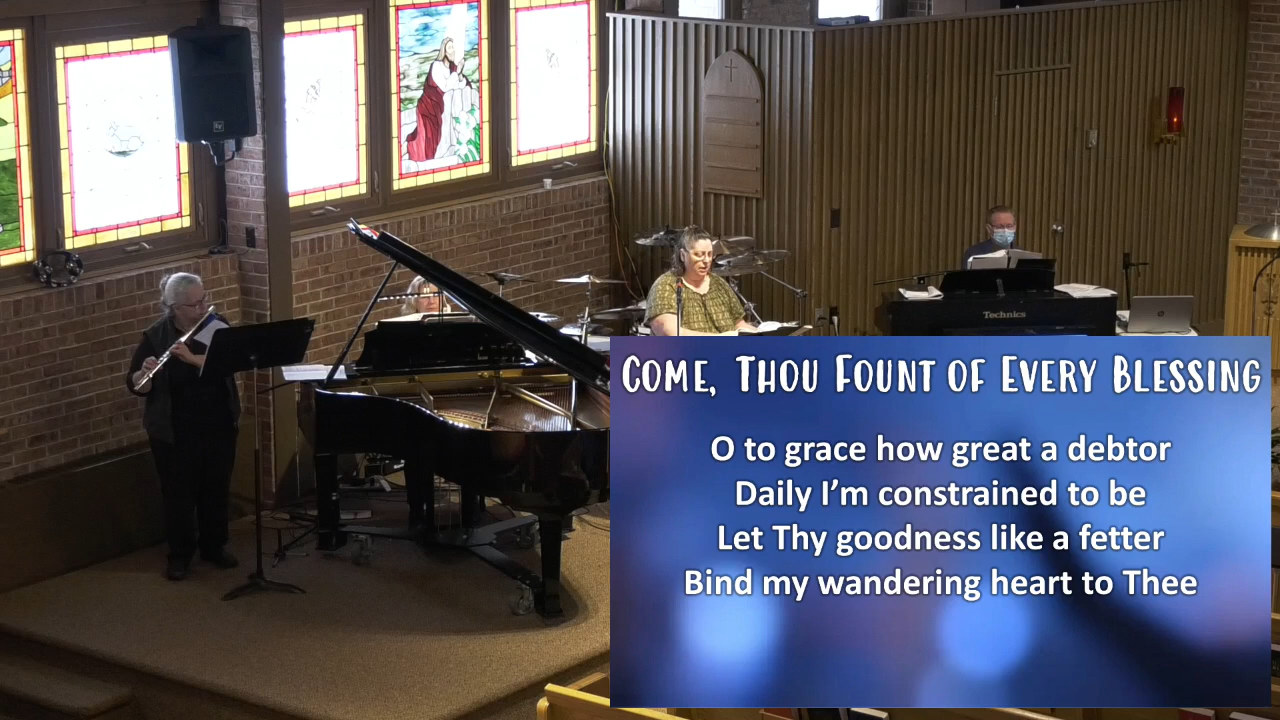 Technics
COME, THOU FOUNT OF EVERY BLESSING
O to grace how great a debtor
Daily I'm constrained to be
Let Thy goodness like a fetter
Bind my wandering heart to Thee